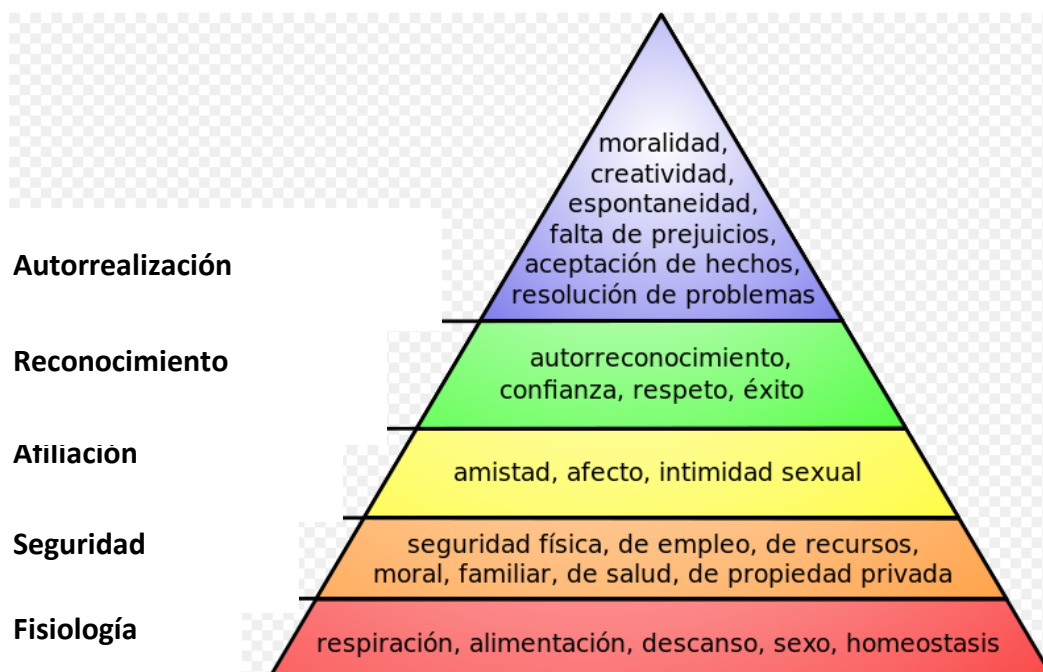 moralidad,
creatividad,
espontaneidad,
falta de prejuicios,
Autorrealización
aceptación de hechos,
resolución de problemas
Reconocimiento
autorreconocimiento,
confianza, respeto, éxito
Afiliación
amistad, afecto, intimidad sexual
Seguridad
seguridad física, de empleo, de recursos,
moral, familiar, de salud, de propiedad privada
Fisiología
respiración, alimentación, descanso, sexo, homeostasis